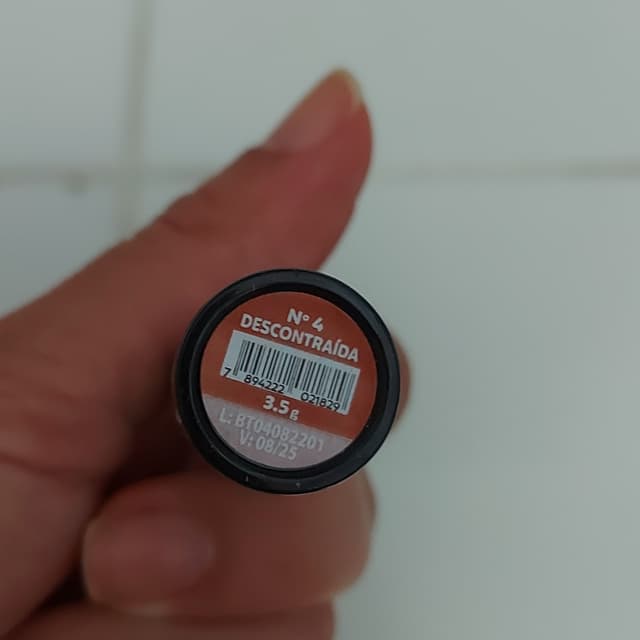 Nº 4
DESCONTRAÍDA
7 894222 021829
3.5 g
L: BT04082201
V: 08/25